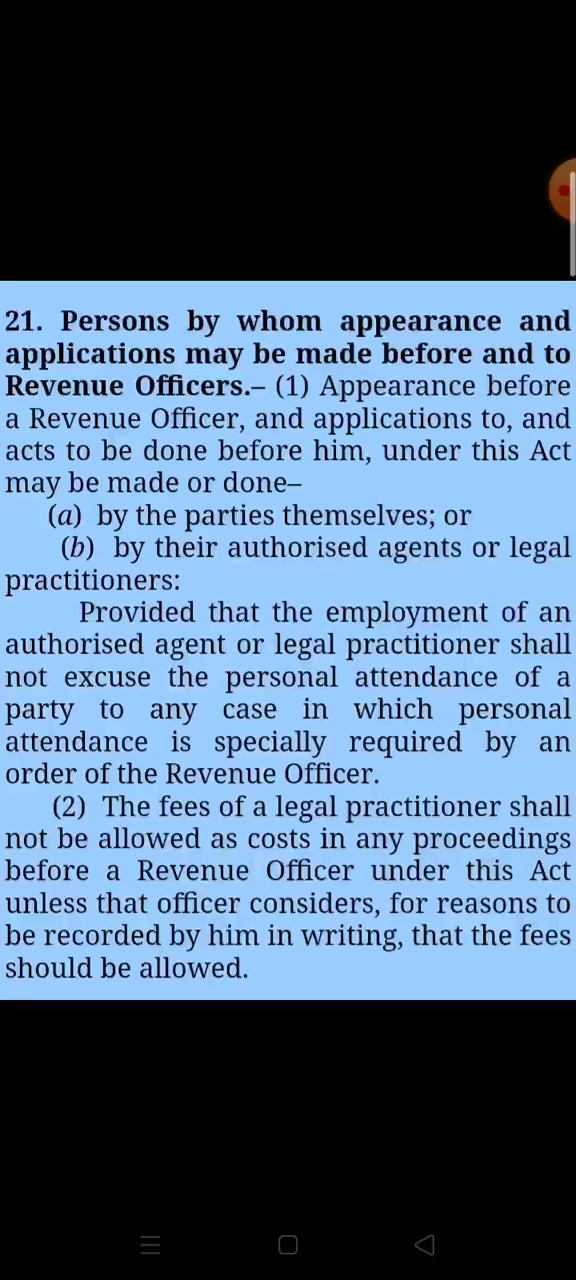 21. Persons by whom appearance and
applications may be made before and to
Revenue Officers.– (1) Appearance before
a Revenue Officer, and applications to, and
acts to be done before him, under this Act
may be made or done–
(a) by the parties themselves; or
(b) by their authorised agents or legal
practitioners:
Provided that the employment of an
authorised agent or legal practitioner shall
not excuse the personal attendance of a
party to any case in which personal
attendance is specially required by an
order of the Revenue Officer.
(2) The fees of a legal practitioner shall
not be allowed as costs in any proceedings
before a Revenue Officer under this Act
unless that officer considers, for reasons to
be recorded by him in writing, that the fees
should be allowed.